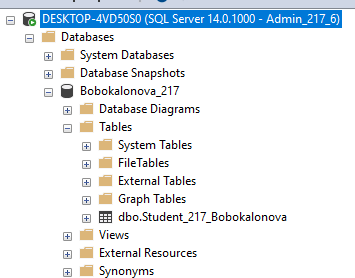 DESKTOP-4VD50S0 (SQL Server 14.0.1000 - Admin_217_6)
Databases
System Databases
Database Snapshots
Bobokalonova_217
Database Diagrams
Tables
System Tables
FileTables
External Tables
Graph Tables
dbo.Student_217_Bobokalonova
Views
External Resources
Synonyms